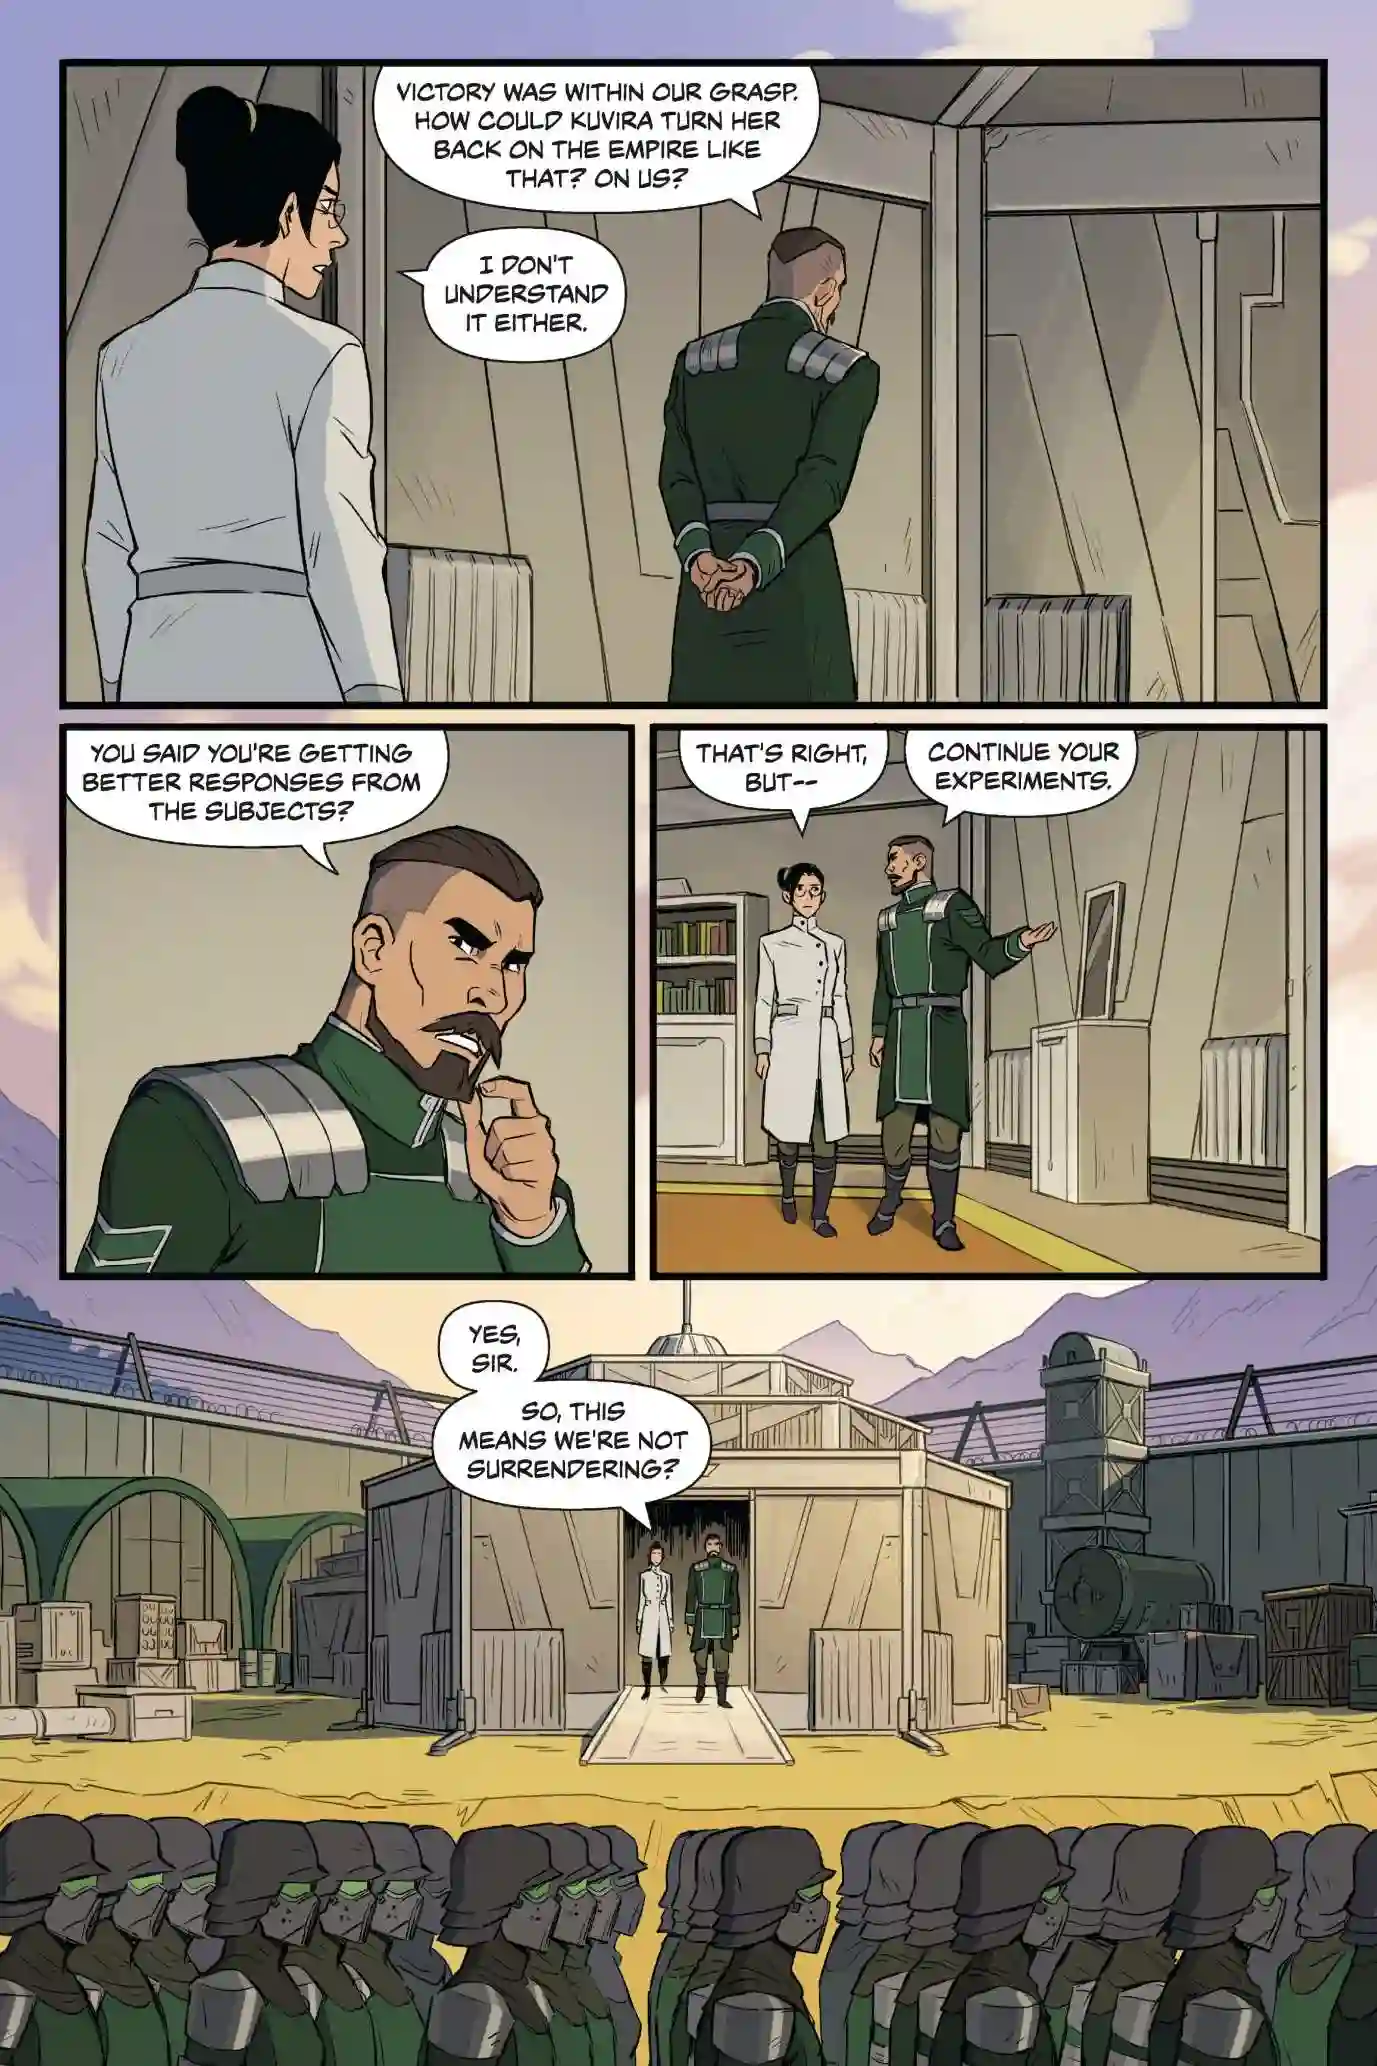 VICTORY WAS WITHIN OUR GRASP.
HOW COULD KUVIRA TURN HER
BACK ON THE EMPIRE LIKE
THAT? ON US?
I DON'T
UNDERSTAND
IT EITHER.
YOU SAID YOU'RE GETTING
BETTER RESPONSES FROM
THE SUBJECTS?
THAT'S RIGHT,
BUT--
CONTINUE YOUR
EXPERIMENTS.
YES,
SIR.
SO, THIS
MEANS WE'RE NOT
SURRENDERING?